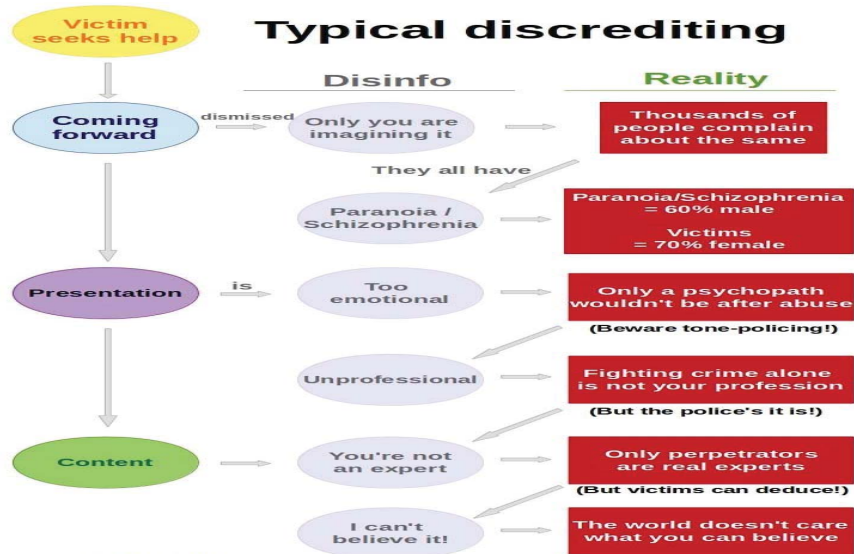 Victim
seeks help
Typical discrediting
Disinfo
Reality
Coming
forward
dismissed
Only you are
imagining it
Thousands of
people complain
about the same
They all have
Paranoia /
Schizophrenia
Paranoia/Schizophrenia
= 60% male
Victims
= 70% female
Presentation
is
Too
emotional
Only a psychopath
wouldn't be after abuse
(Beware tone-policing!)
Unprofessional
Fighting crime alone
is not your profession
(But the police's it is!)
Content
You're not
an expert
Only perpetrators
are real experts
(But victims can deduce!)
I can't
believe it!
The world doesn't care
what you can believe